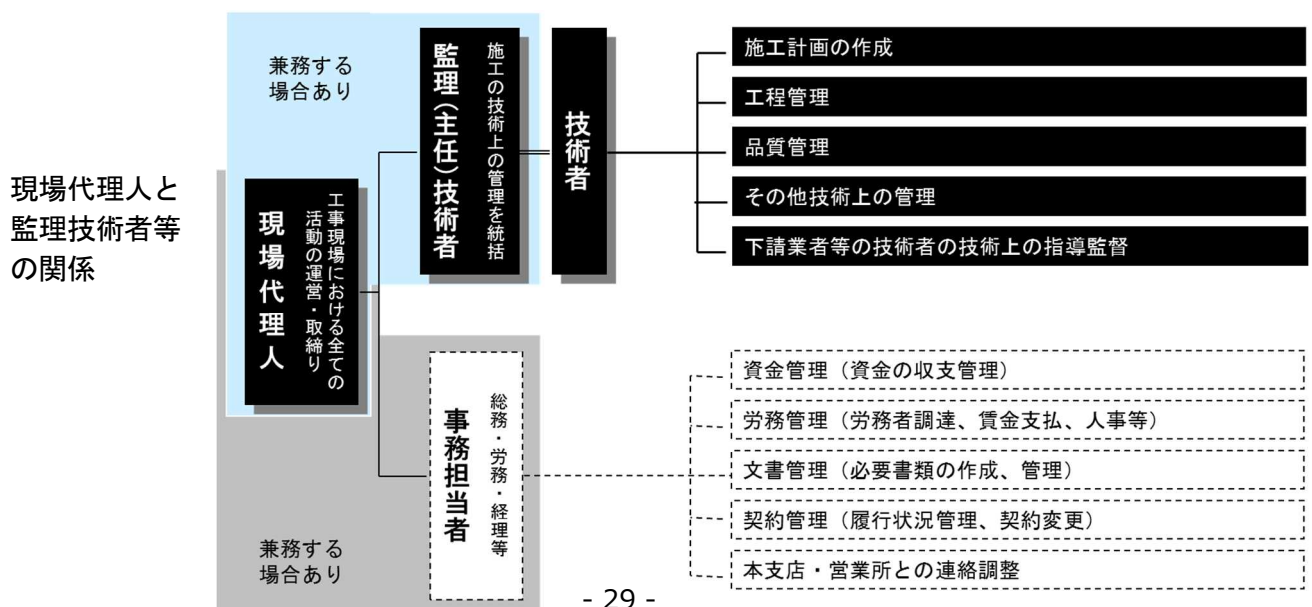 現場代理人と
監理技術者等
の関係
兼務する
場合あり
現場代理人
工事現場における全ての
活動の運営・取締り
監理(主任)技術者
施工の技術上の管理を統括
技術者
施工計画の作成
工程管理
品質管理
その他技術上の管理
下請業者等の技術者の技術上の指導監督
事務担当者
総務・労務・経理等
兼務する
場合あり
資金管理（資金の収支管理）
労務管理（労務者調達、賃金支払、人事等）
文書管理（必要書類の作成、管理）
契約管理（履行状況管理、契約変更）
本支店・営業所との連絡調整
- 29 -